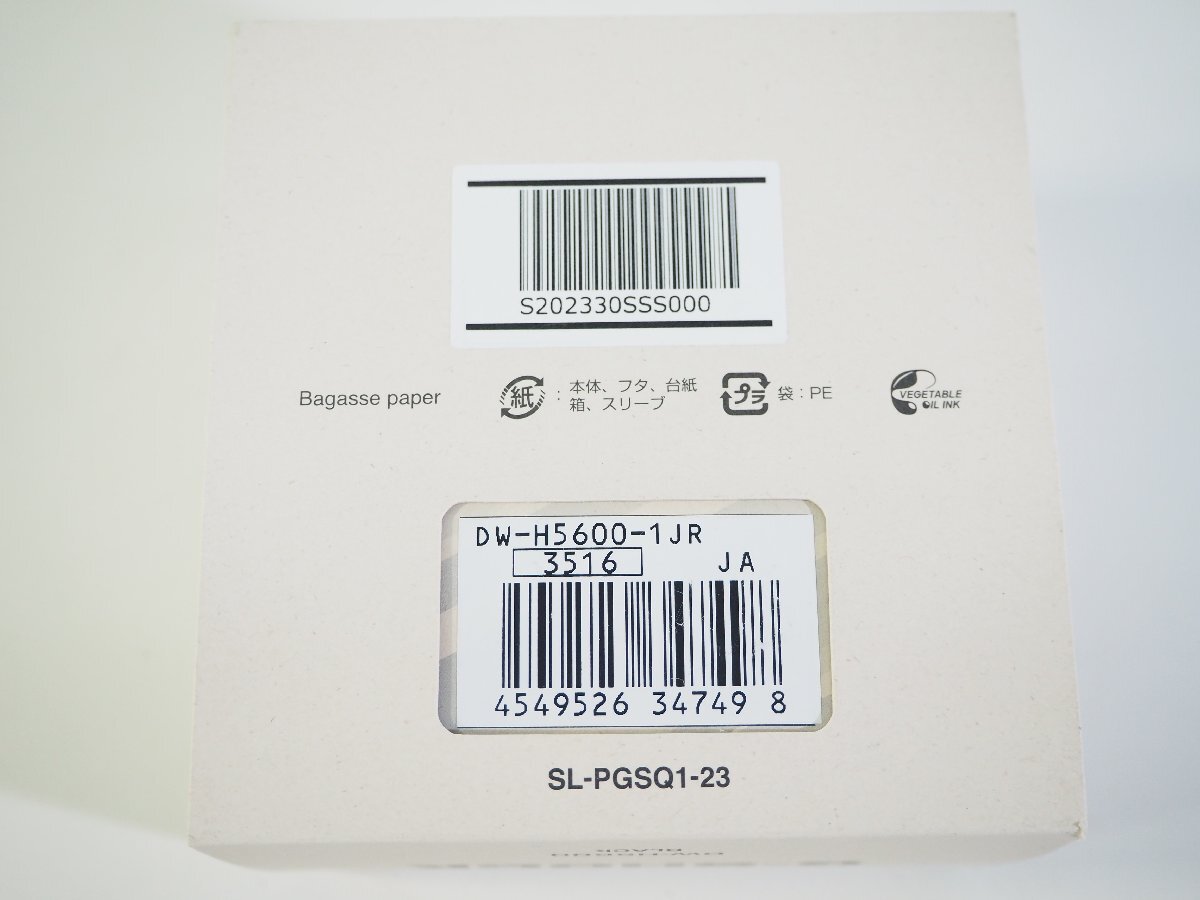 S202330SSS000
Bagasse paper
紙
: 本体、フタ、台紙
箱、スリーブ
プラ
袋:PE
VEGETABLE
OIL INK
DW-H5600-1JR
3516
JA
4549526 34749 8
SL-PGSQ1-23
BLACK